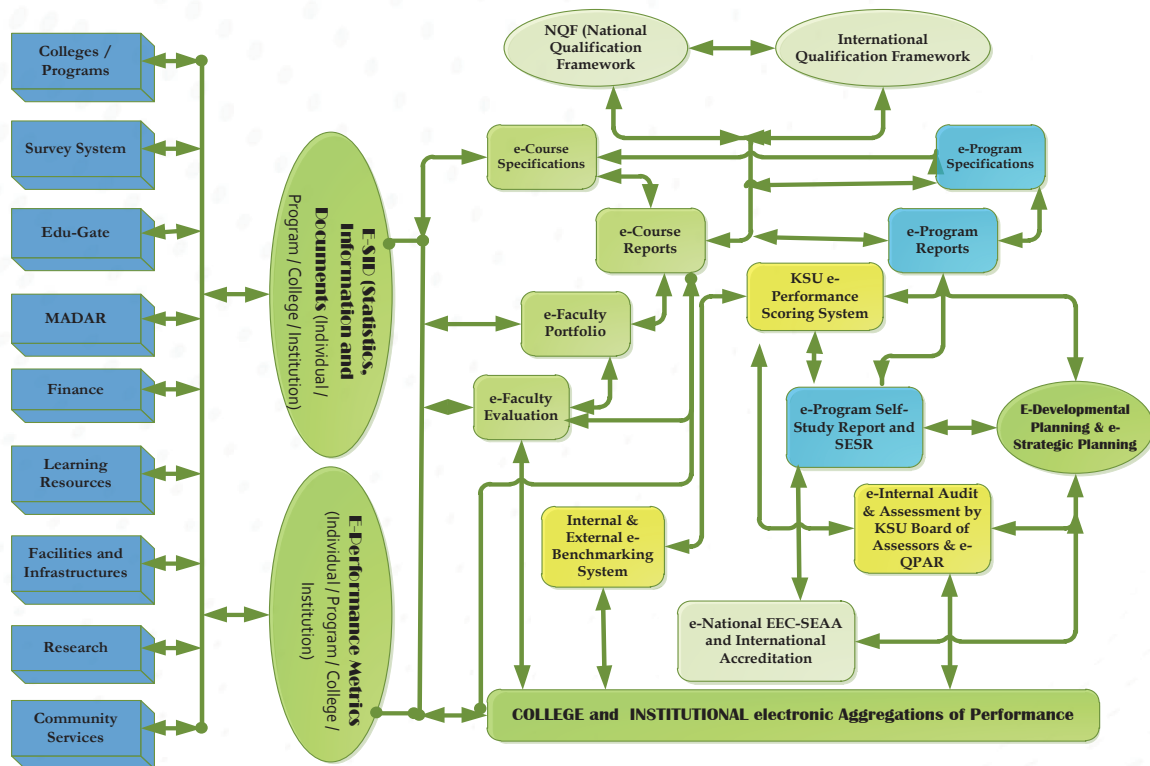 Colleges /
Programs
Survey System
Edu-Gate
MADAR
Finance
Learning
Resources
Facilities and
Infrastructures
Research
Community
Services
E-SID (Statistics,
Information and
Documents (Individual /
Program / College / Institution)
E-Derformance Metrics
(Individual / Program / College /
Institution)
NQF (National
Qualification
Framework
International
Qualification Framework
e-Course
Specifications
e-Program
Specifications
e-Course
Reports
e-Program
Reports
KSU e-
Performance
Scoring System
e-Faculty
Portfolio
e-Faculty
Evaluation
e-Program Self-
Study Report and
SESR
E-Developmental
Planning & e-
Strategic Planning
Internal &
External e-
Benchmarking
System
e-Internal Audit
& Assessment by
KSU Board of
Assessors & e-
QPAR
e-National EEC-SEAA
and International
Accreditation
COLLEGE and INSTITUTIONAL electronic Aggregations of Performance